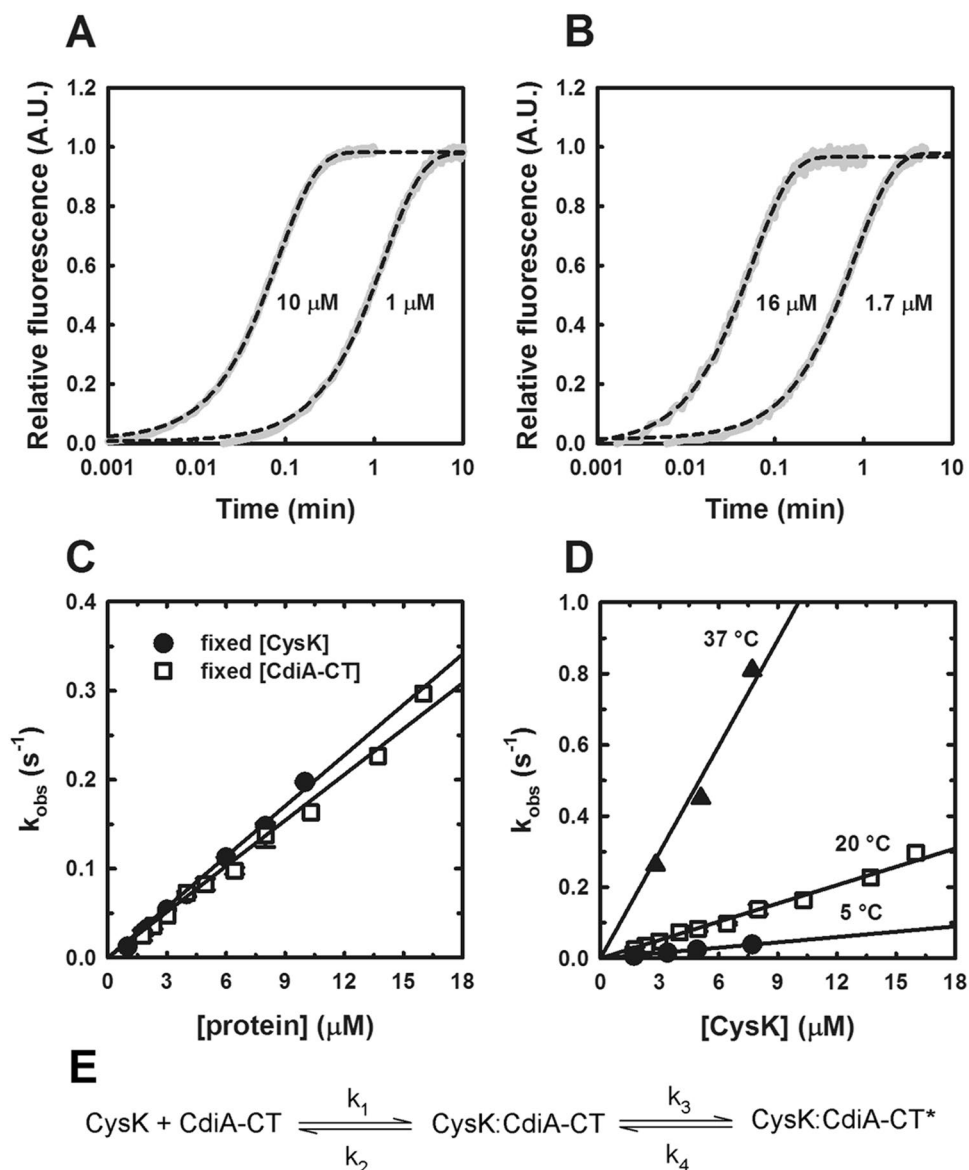 A
B
Relative fluorescence (A.U.)
1.2
1.0
0.8
0.6
0.4
0.2
0.0
10 μM
1 μM
0.001
0.01
0.1
1
10
Time (min)
Relative fluorescence (A.U.)
1.2
1.0
0.8
0.6
0.4
0.2
0.0
16 μM
1.7 μM
0.001
0.01
0.1
1
10
Time (min)
C
D
k_obs (s⁻¹)
0.4
0.3
0.2
0.1
0.0
fixed [CysK]
fixed [CdiA-CT]
0
3
6
9
12
15
18
[protein] (μM)
k_obs (s⁻¹)
1.0
0.8
0.6
0.4
0.2
0.0
37 °C
20 °C
5 °C
0
3
6
9
12
15
18
[CysK] (μM)
E
k₁
k₃
CysK + CdiA-CT CysK:CdiA-CT CysK:CdiA-CT*
k₂
k₄